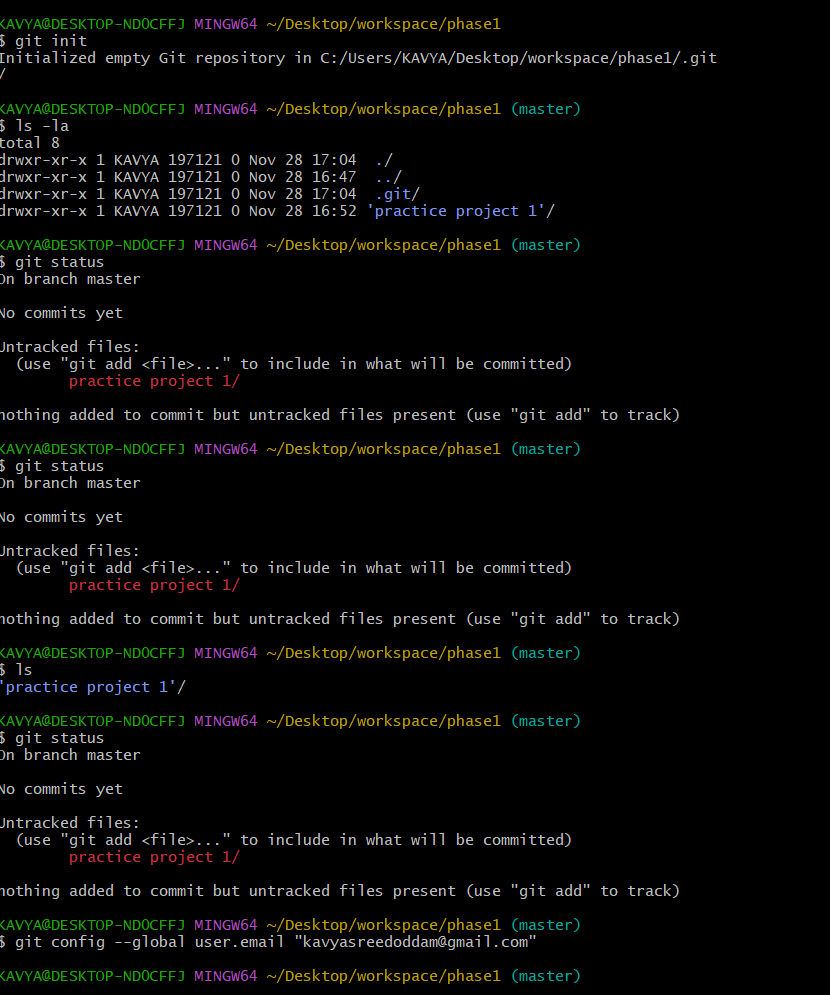 KAVYA@DESKTOP-NDOCFFJ MINGW64 ~/Desktop/workspace/phase1
$ git init
Initialized empty Git repository in C:/Users/KAVYA/Desktop/workspace/phase1/.git
/
KAVYA@DESKTOP-NDOCFFJ MINGW64 ~/Desktop/workspace/phase1 (master)
$ ls -la
total 8
drwxr-xr-x 1 KAVYA 197121 0 Nov 28 17:04  ./
drwxr-xr-x 1 KAVYA 197121 0 Nov 28 16:47  ../
drwxr-xr-x 1 KAVYA 197121 0 Nov 28 17:04  .git/
drwxr-xr-x 1 KAVYA 197121 0 Nov 28 16:52 'practice project 1'/
KAVYA@DESKTOP-NDOCFFJ MINGW64 ~/Desktop/workspace/phase1 (master)
$ git status
On branch master
No commits yet
Untracked files:
  (use "git add <file>..." to include in what will be committed)
        practice project 1/
nothing added to commit but untracked files present (use "git add" to track)
KAVYA@DESKTOP-NDOCFFJ MINGW64 ~/Desktop/workspace/phase1 (master)
$ git status
On branch master
No commits yet
Untracked files:
  (use "git add <file>..." to include in what will be committed)
        practice project 1/
nothing added to commit but untracked files present (use "git add" to track)
KAVYA@DESKTOP-NDOCFFJ MINGW64 ~/Desktop/workspace/phase1 (master)
$ ls
'practice project 1'/
KAVYA@DESKTOP-NDOCFFJ MINGW64 ~/Desktop/workspace/phase1 (master)
$ git status
On branch master
No commits yet
Untracked files:
  (use "git add <file>..." to include in what will be committed)
        practice project 1/
nothing added to commit but untracked files present (use "git add" to track)
KAVYA@DESKTOP-NDOCFFJ MINGW64 ~/Desktop/workspace/phase1 (master)
$ git config --global user.email "kavyasreedoddam@gmail.com"
KAVYA@DESKTOP-NDOCFFJ MINGW64 ~/Desktop/workspace/phase1 (master)